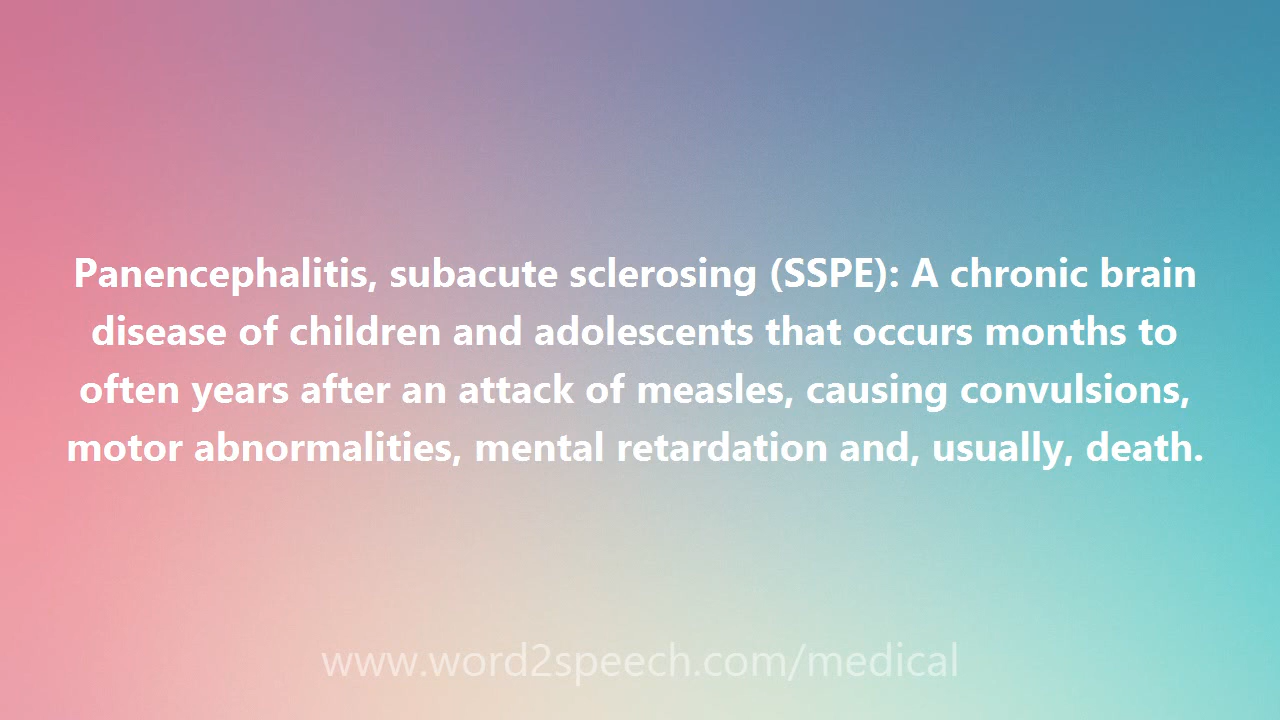 Panencephalitis, subacute sclerosing (SSPE): A chronic brain
disease of children and adolescents that occurs months to
often years after an attack of measles, causing convulsions,
motor abnormalities, mental retardation and, usually, death.
www.word2speech.com/medical